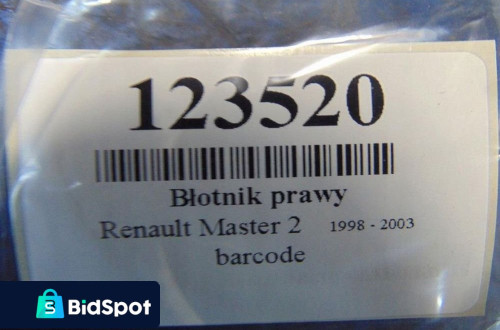 123520
Błotnik prawy
Renault Master 2 1998 - 2003
barcode
S BidSpot